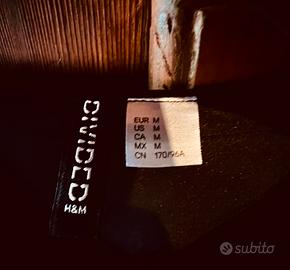 DIVIDED
H&M
EUR M
US M
CA M
MX M
CN 170/96A
subito